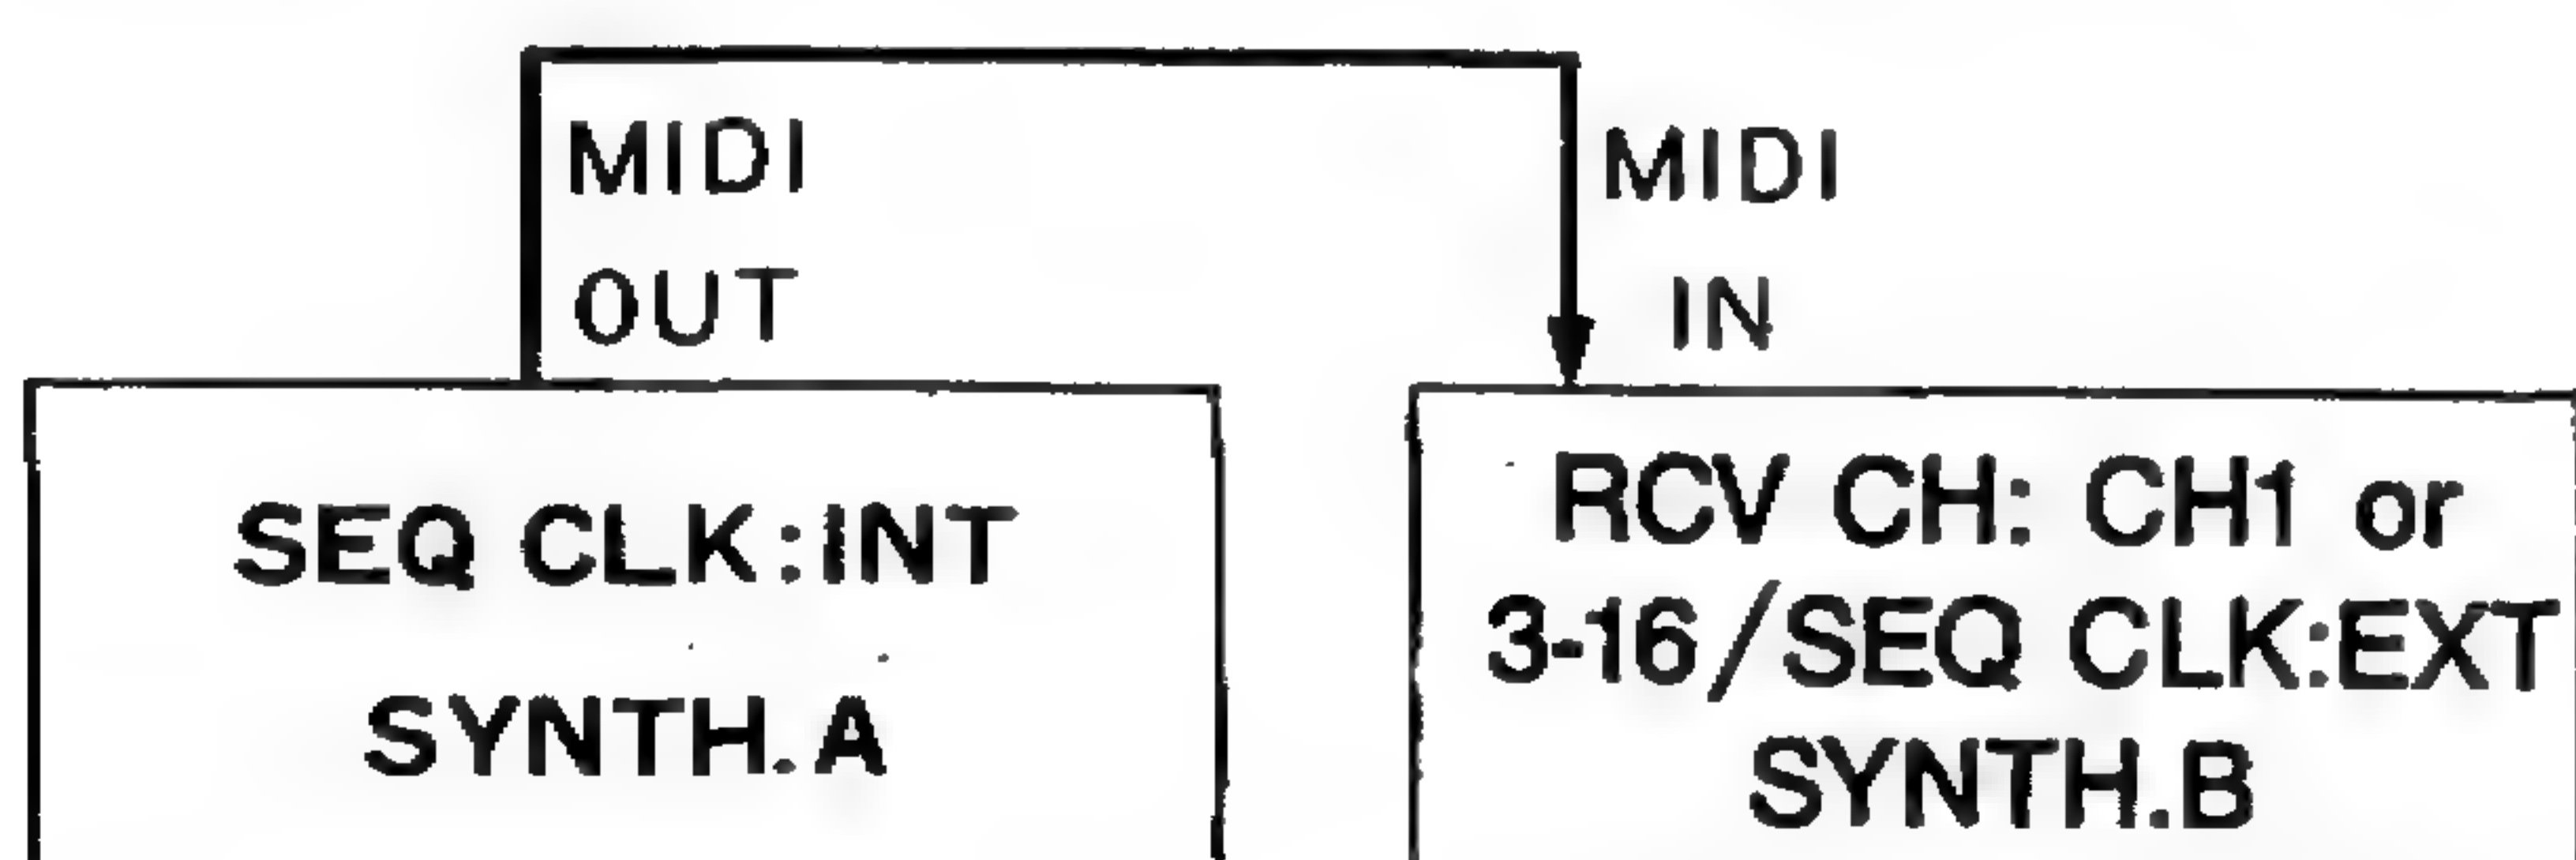 MIDI
OUT
MIDI
IN
SEQ CLK:INT
SYNTH.A
RCV CH: CH1 or
3-16/SEQ CLK:EXT
SYNTH.B